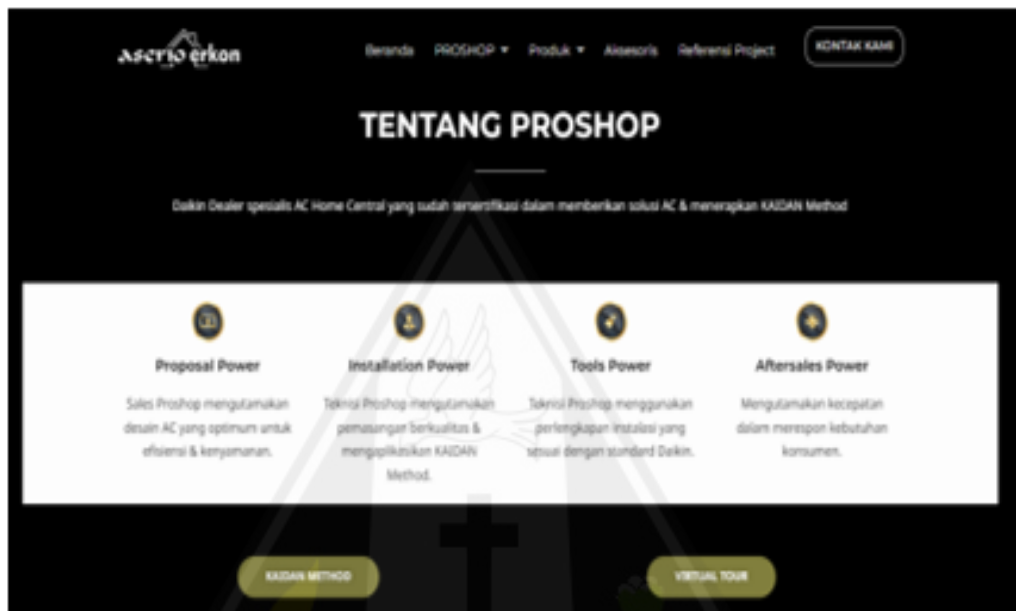 ascrio erkon
Beranda PROSHOP Produk Aksesoris Referensi Project KONTAK KAMI
TENTANG PROSHOP
Daikin Dealer spesialis AC Home Central yang sudah tersertifikasi dalam memberikan solusi AC & menerapkan KAIDAN Method
Proposal Power
Sales Proshop mengutamakan
desain AC yang optimum untuk
efisiensi & kenyamanan.
Installation Power
Teknisi Proshop mengutamakan
pemasangan berkualitas &
mengaplikasikan KAIDAN
Method.
Tools Power
Teknisi Proshop menggunakan
perlengkapan instalasi yang
sesuai dengan standard Daikin.
Aftersales Power
Mengutamakan kecepatan
dalam merespon kebutuhan
konsumen.
KAIDAN METHOD
VIRTUAL TOUR